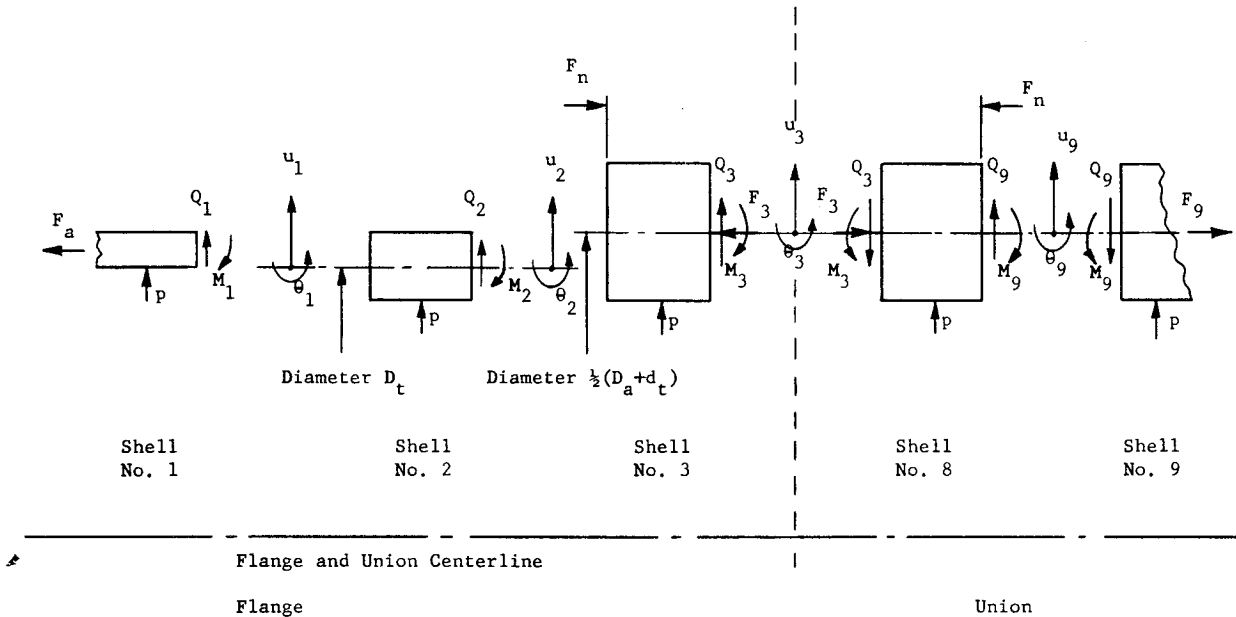 F_n F_n
u_1 u_2 u_3 u_9
F_a Q_1 Q_2 Q_3 F_3 F_3 Q_3 Q_9 Q_9 F_9
M_1 θ_1 M_2 θ_2 M_3 θ_3 M_3 M_9 θ_9 M_9
p p p p p
Diameter D_t Diameter ½(D_a+d_t)
Shell Shell Shell Shell Shell
No. 1 No. 2 No. 3 No. 8 No. 9
Flange and Union Centerline
Flange Union